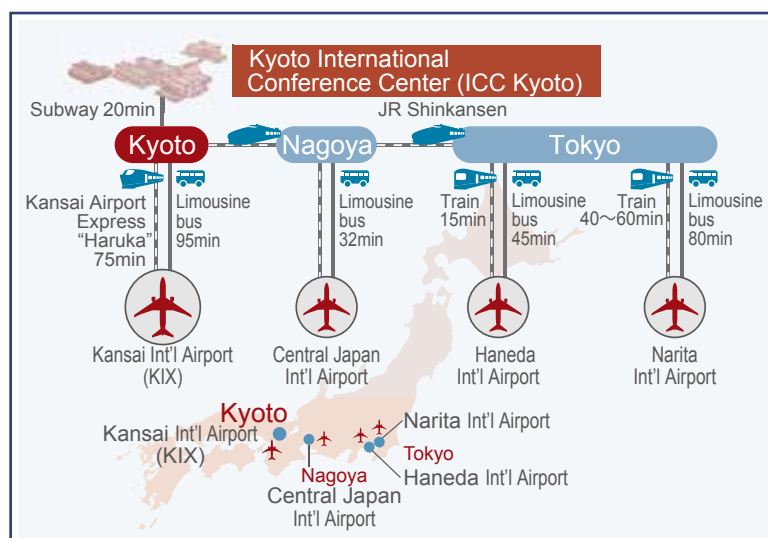 Kyoto International
Conference Center (ICC Kyoto)
Subway 20min
JR Shinkansen
Kyoto
Nagoya
Tokyo
Kansai Airport
Express
“Haruka”
75min
Limousine
bus
95min
Limousine
bus
32min
Train
15min
Limousine
bus
45min
Train
40～60min
Limousine
bus
80min
Kansai Int’l Airport
(KIX)
Central Japan
Int’l Airport
Haneda
Int’l Airport
Narita
Int’l Airport
Kyoto
Kansai Int’l Airport
(KIX)
Narita Int’l Airport
Tokyo
Haneda Int’l Airport
Nagoya
Central Japan
Int’l Airport